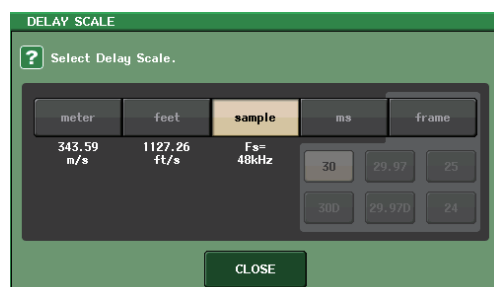 DELAY SCALE
? Select Delay Scale.
meter feet sample ms frame
343.59 1127.26 Fs=
m/s ft/s 48kHz
30 29.97 25
30D 29.97D 24
CLOSE